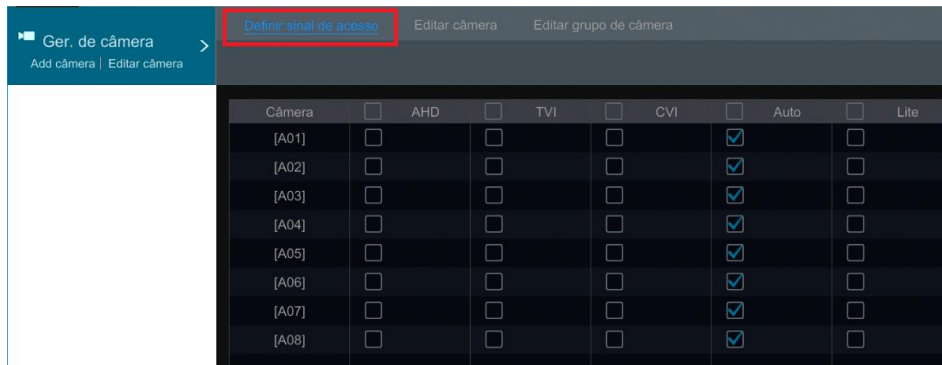 Definir sinal de acesso Editar câmera Editar grupo de câmera
Ger. de câmera >
Add câmera | Editar câmera
Câmera AHD TVI CVI Auto Lite
[A01]
[A02]
[A03]
[A04]
[A05]
[A06]
[A07]
[A08]